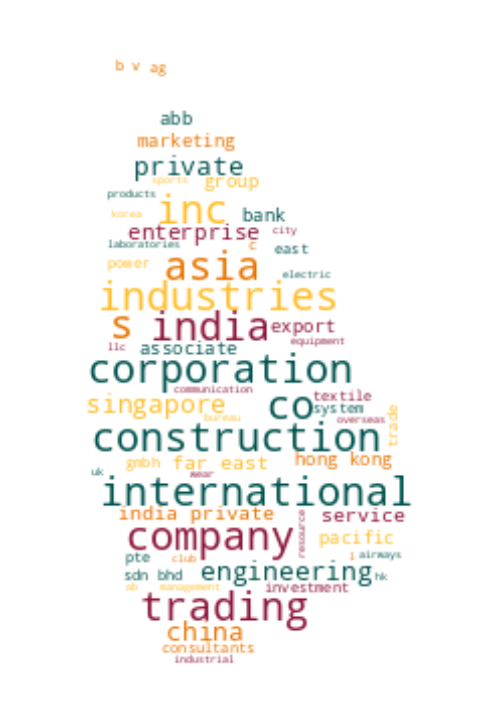 b v ag
abb
marketing
private
sports group
products
korea inc bank
enterprise city
laboratories c east
power asia electric
industries
s india export
equipment
llc associate
corporation
communication
singapore co textile
system
bureau overseas trade
construction
gmbh far east hong kong
uk wear
international
india private resource service
company pacific
pte club i airways
sdn bhd engineering hk
ab management investment
trading
china
consultants
industrial